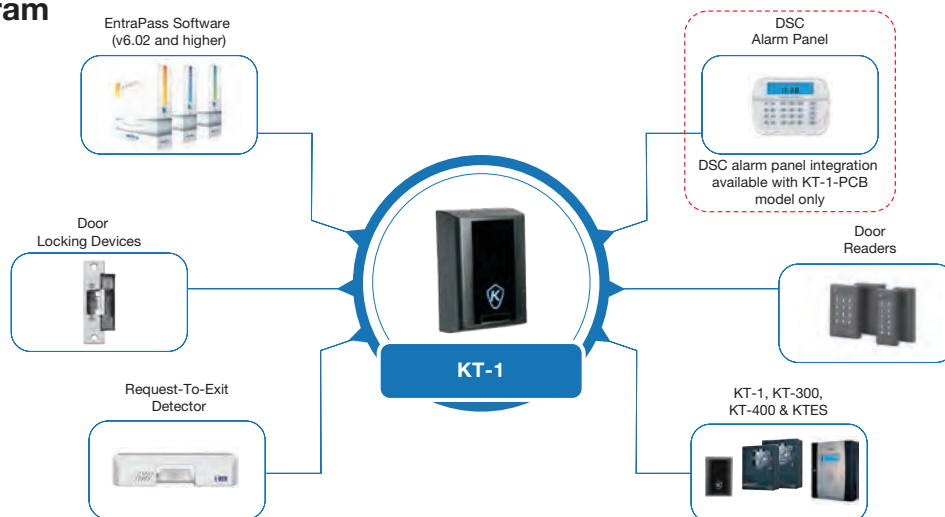 ram
EntraPass Software
(v6.02 and higher)
DSC
Alarm Panel
DSC alarm panel integration
available with KT-1-PCB
model only
Door
Locking Devices
Door
Readers
K
KT-1
Request-To-Exit
Detector
KT-1, KT-300,
KT-400 & KTES